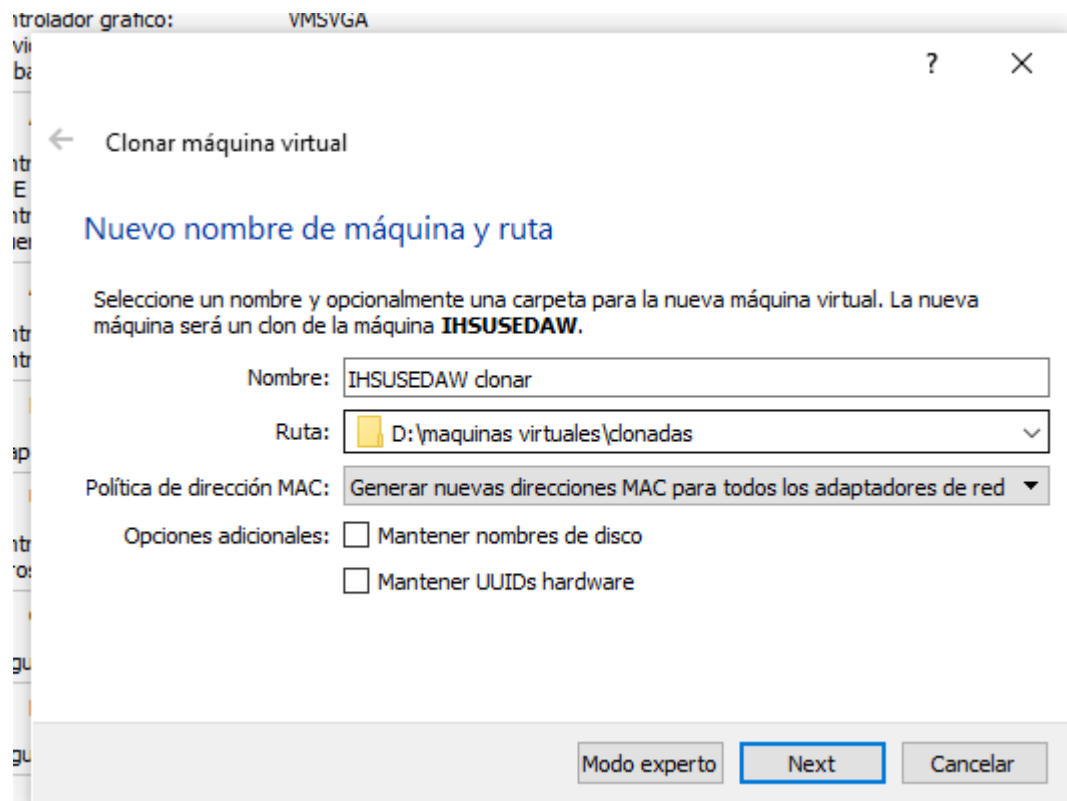 ntrolador gráfico: VMSVGA
?
Clonar máquina virtual
Nuevo nombre de máquina y ruta
Seleccione un nombre y opcionalmente una carpeta para la nueva máquina virtual. La nueva
máquina será un clon de la máquina IHSUSEDAW.
Nombre: IHSUSEDAW clonar
Ruta: D:\maquinas virtuales\clonadas
Política de dirección MAC: Generar nuevas direcciones MAC para todos los adaptadores de red
Opciones adicionales: Mantener nombres de disco
Mantener UUIDs hardware
Modo experto Next Cancelar